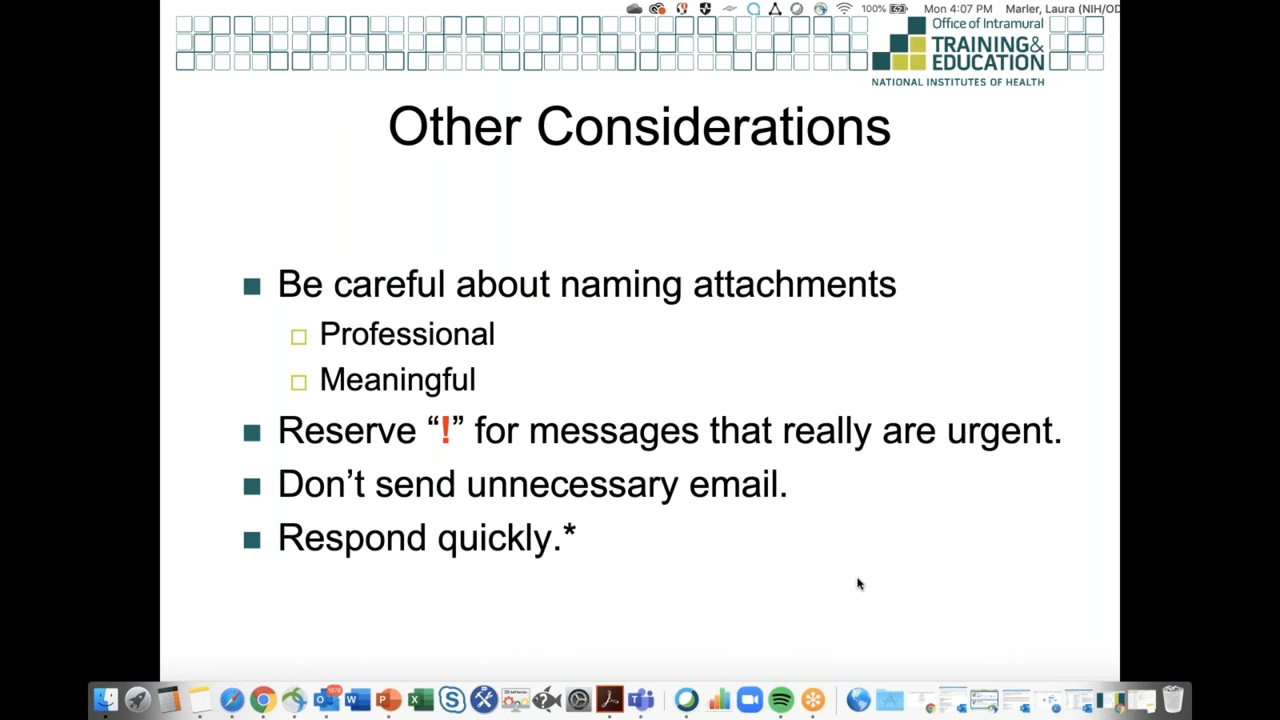 100% Mon 4:07 PM Marler, Laura (NIH/OD
Office of Intramural
TRAINING&
EDUCATION
NATIONAL INSTITUTES OF HEALTH
Other Considerations
Be careful about naming attachments
Professional
Meaningful
Reserve “!” for messages that really are urgent.
Don’t send unnecessary email.
Respond quickly.*